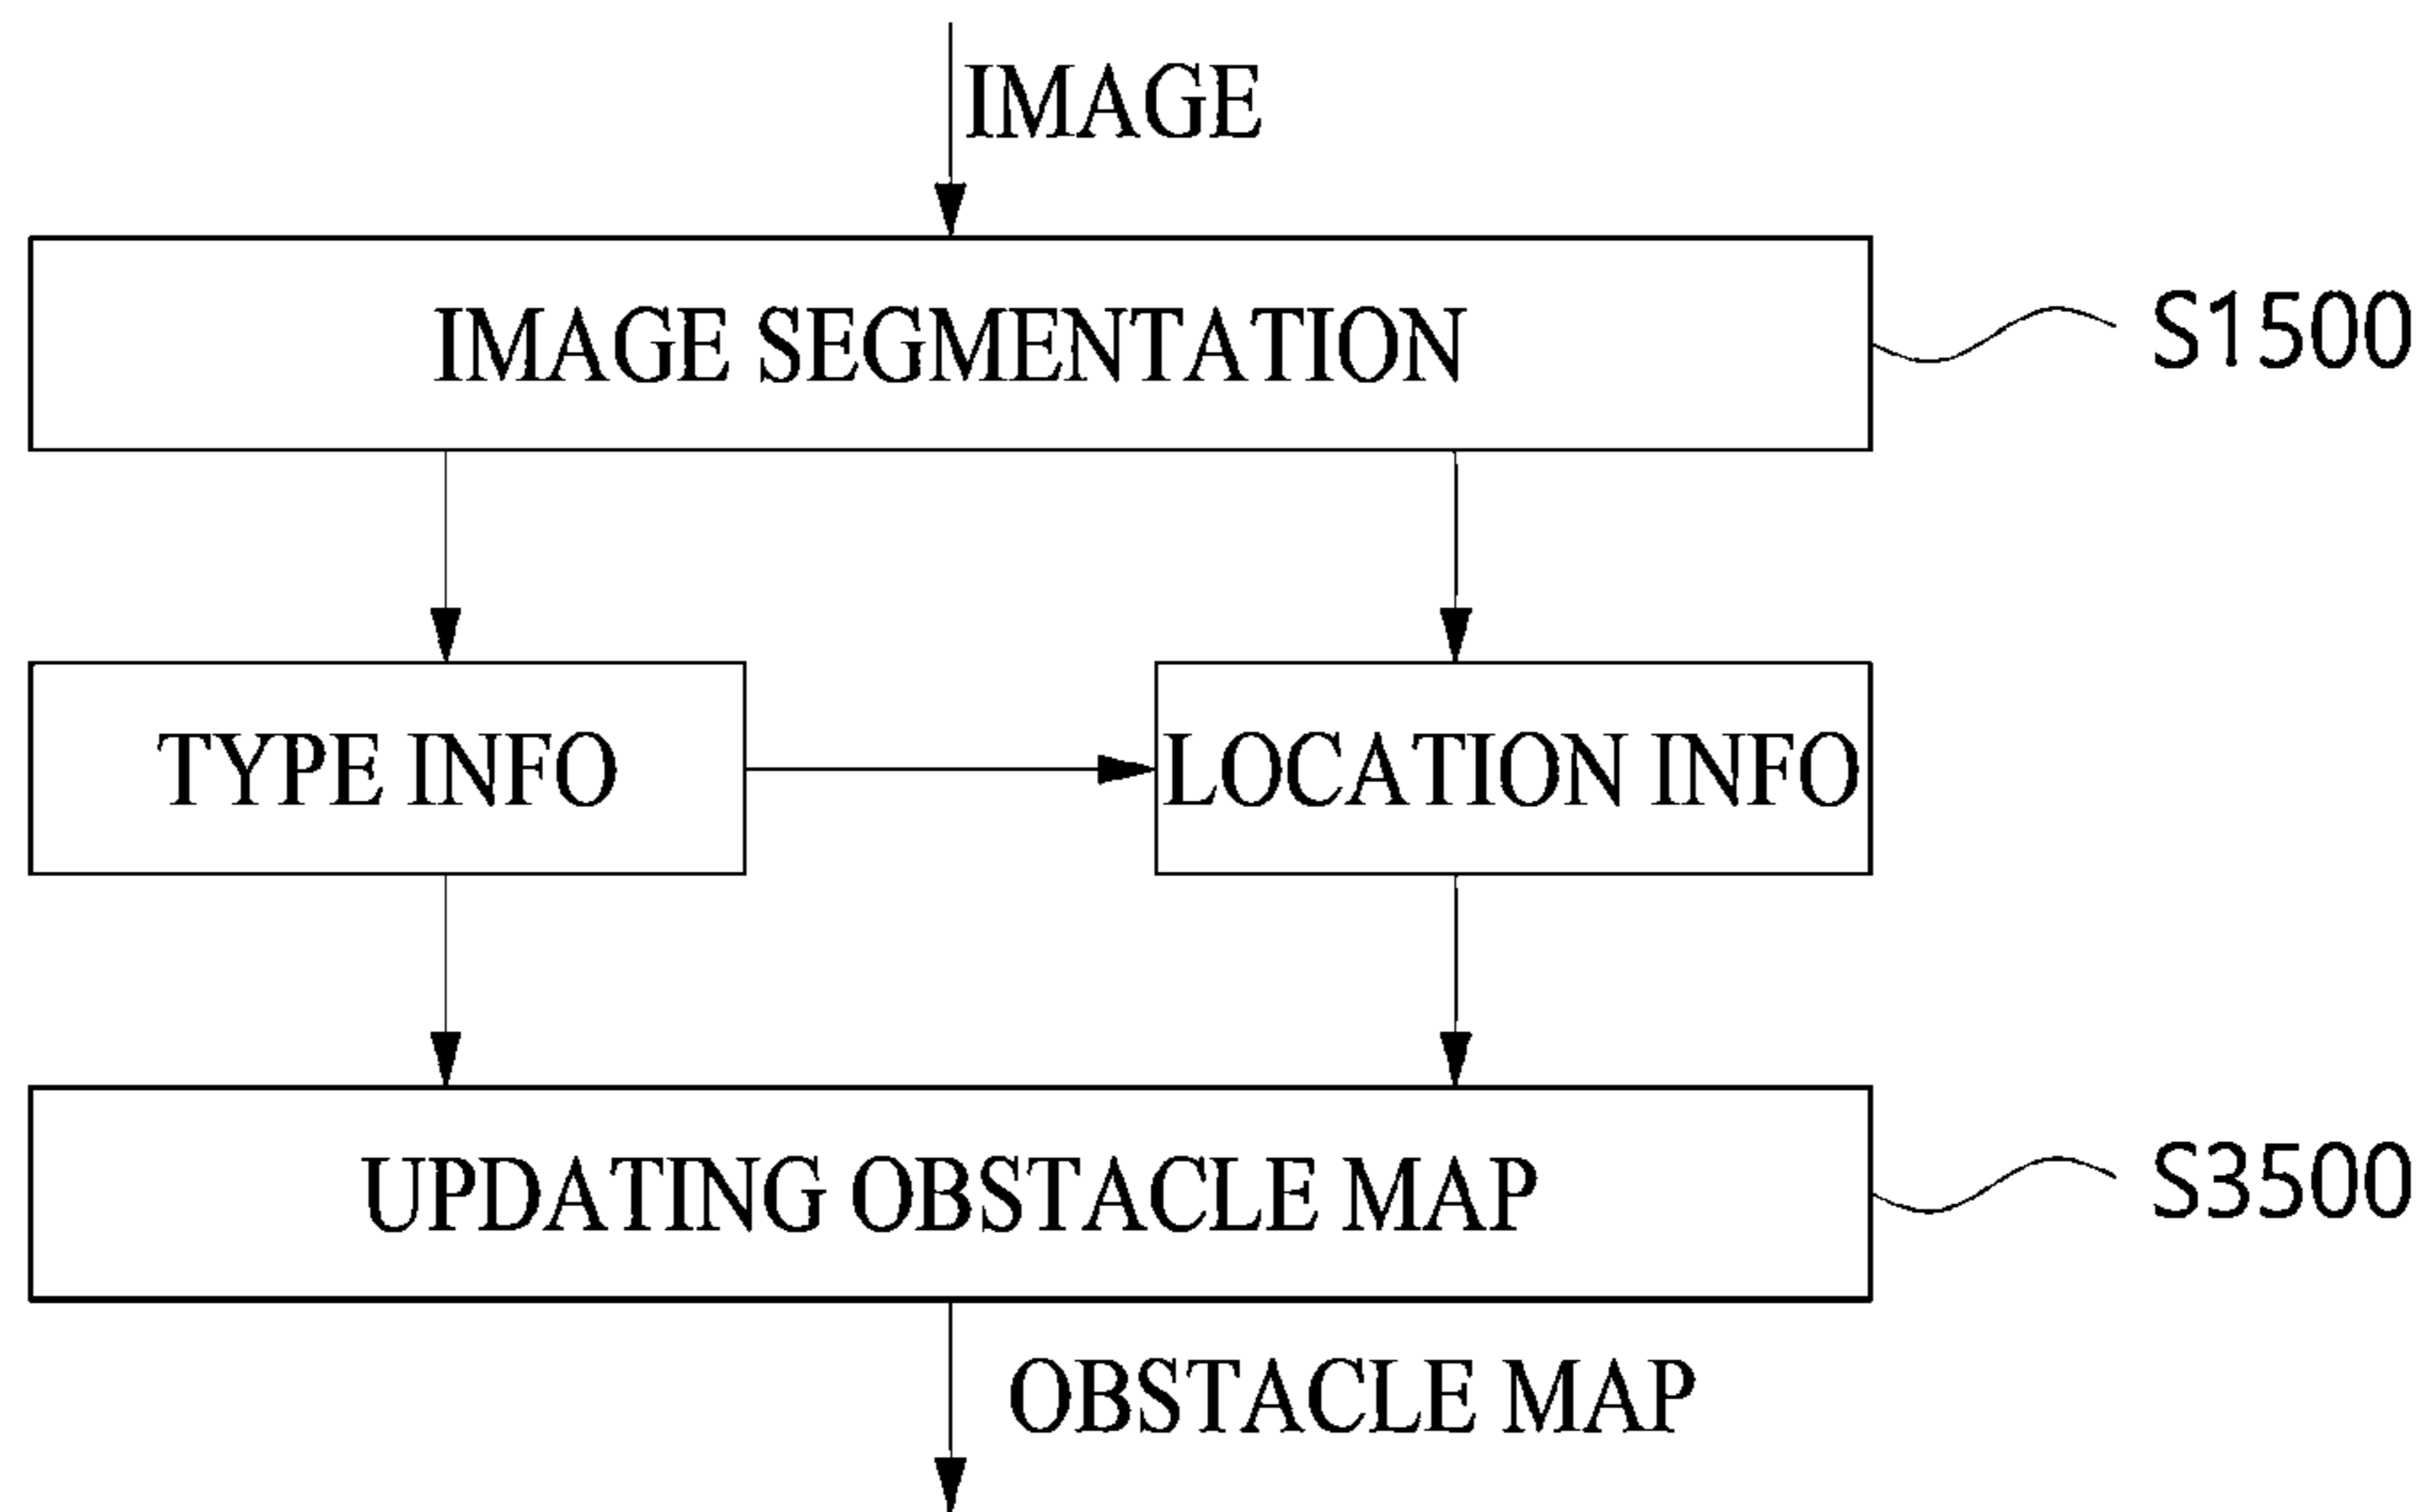 IMAGE
IMAGE SEGMENTATION
S1500
TYPE INFO
LOCATION INFO
UPDATING OBSTACLE MAP
S3500
OBSTACLE MAP